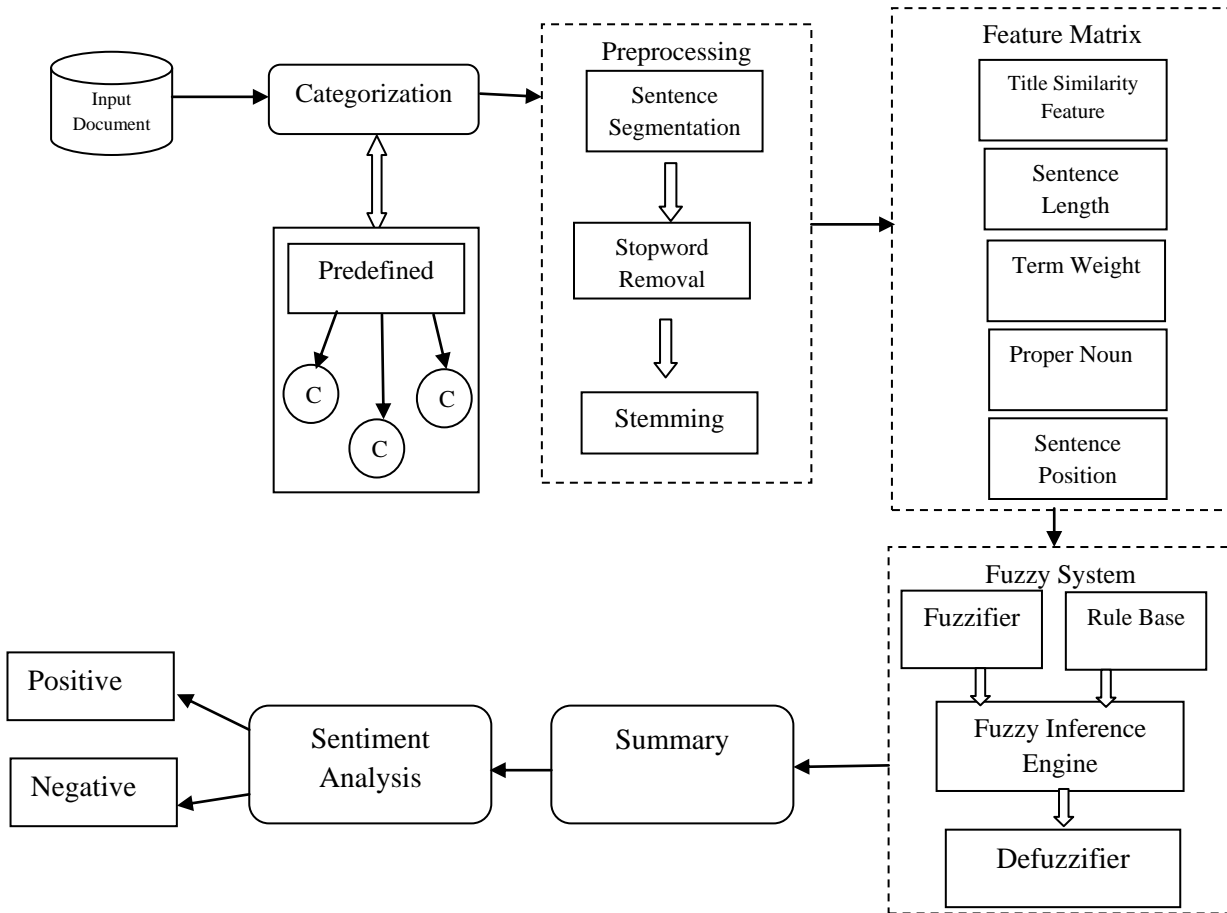 Input
Document
Categorization
Predefined
C
C
C
Preprocessing
Sentence
Segmentation
Stopword
Removal
Stemming
Feature Matrix
Title Similarity
Feature
Sentence
Length
Term Weight
Proper Noun
Sentence
Position
Fuzzy System
Fuzzifier
Rule Base
Fuzzy Inference
Engine
Defuzzifier
Summary
Sentiment
Analysis
Positive
Negative